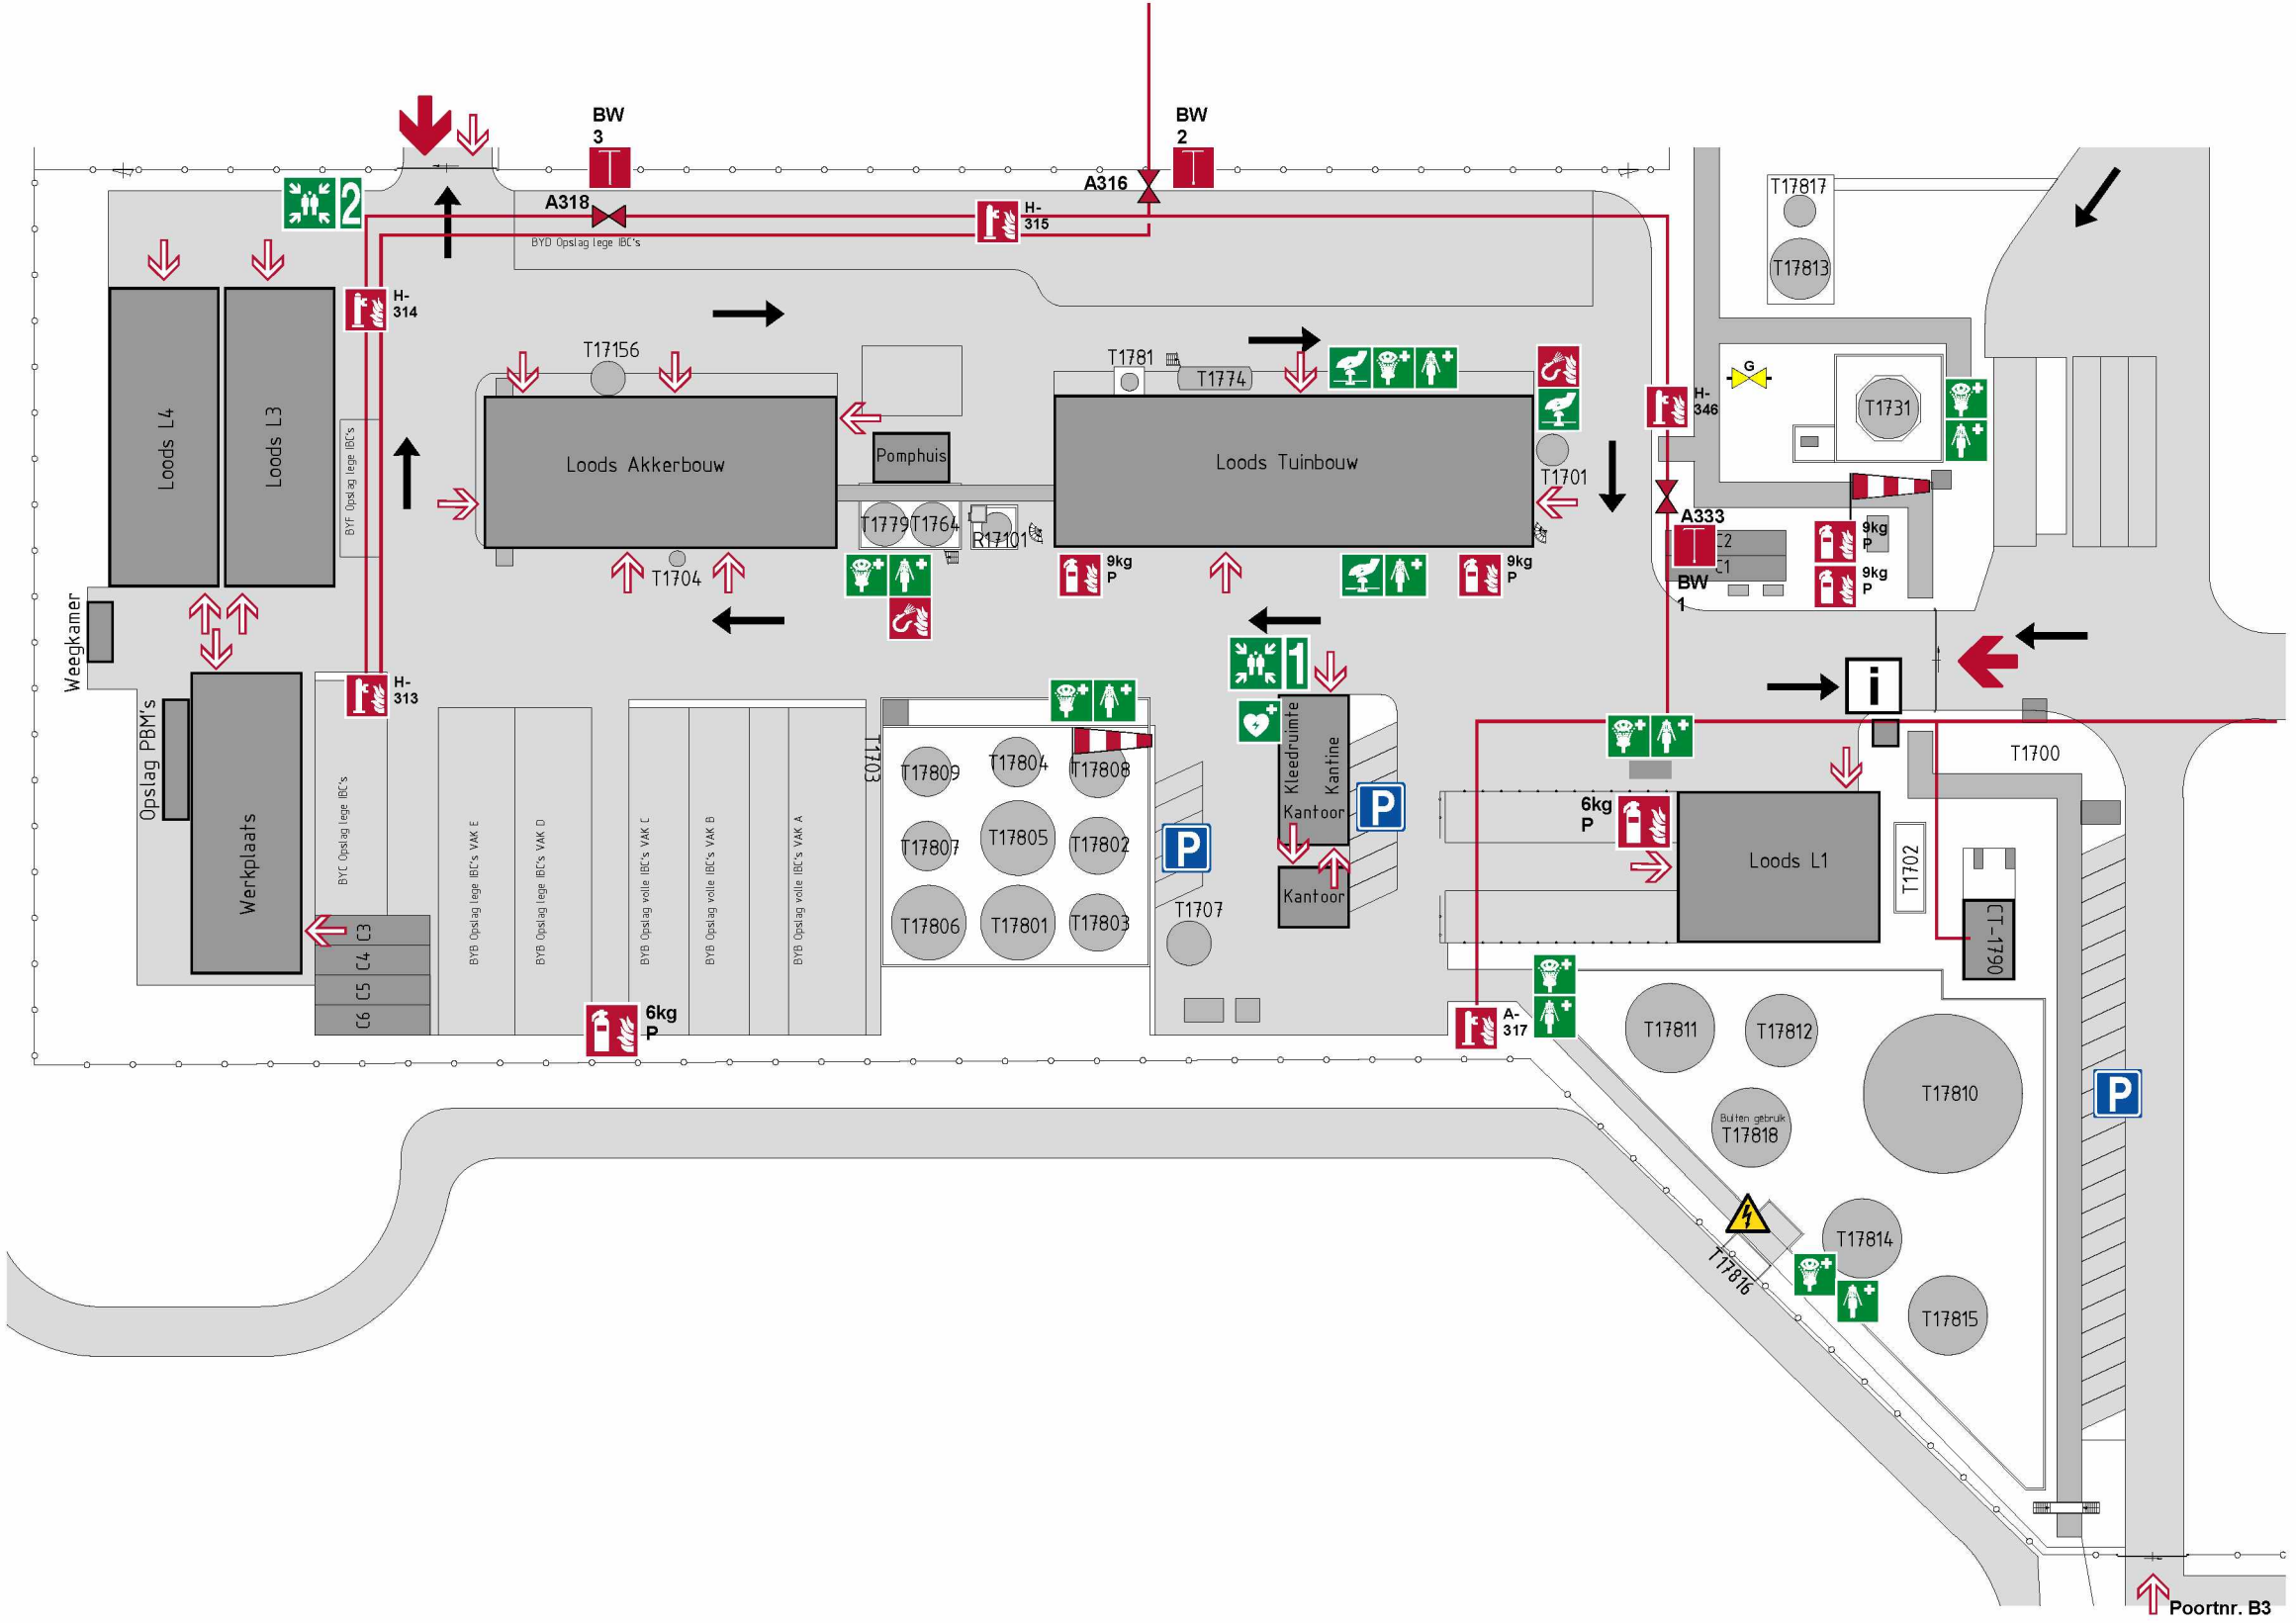 BW
3
BW
2
A316
A318
H-
315
2
BYD Opslag lege IBC's
T17817
T17813
H-
314
T17156
T1781
T1774
G
T1731
H-
346
Loods L4
Loods L3
BYF Opslag lege IBC's
Loods Akkerbouw
Pomphuis
Loods Tuinbouw
T1701
T1779
T1764
R17101
A333
C2
C1
BW
1
9kg
P
9kg
P
9kg
P
9kg
P
T1704
Weegkamer
1
i
H-
313
Opslag PBM's
Werkplaats
BYC Opslag lege IBC's
C3
C4
C5
C6
BYB Opslag lege IBC's VAK E
BYB Opslag lege IBC's VAK D
BYB Opslag volle IBC's VAK C
BYB Opslag volle IBC's VAK B
BYB Opslag volle IBC's VAK A
6kg
P
T1703
T17809
T17804
T17808
T17807
T17805
T17802
T17806
T17801
T17803
P
T1707
Kleedruimte
Kantine
Kantoor
Kantoor
P
6kg
P
Loods L1
T1702
T1700
CT-1790
A-
317
T17811
T17812
T17810
Buiten gebruik
T17818
P
T17814
T17816
T17815
Poortnr. B3